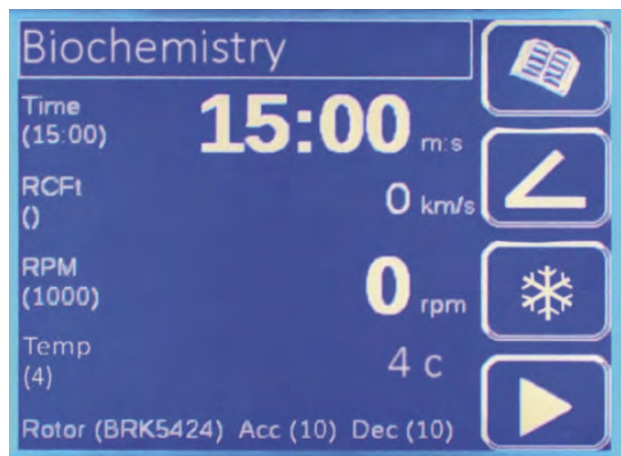 Biochemistry
Time
(15:00)
15:00 m:s
RCFt
()
0 km/s
RPM
(1000)
0 rpm
Temp
(4)
4 c
Rotor (BRK5424) Acc (10) Dec (10)